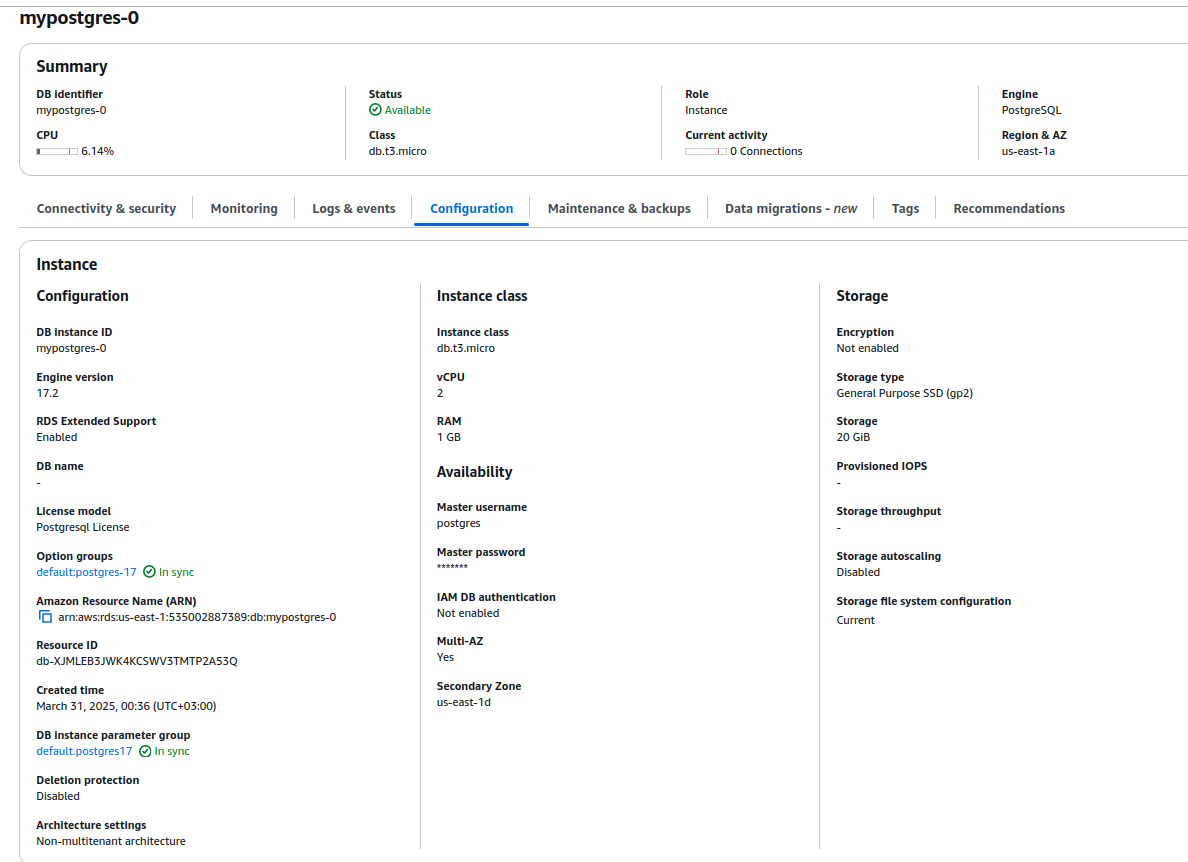 mypostgres-0
Summary
DB identifier
mypostgres-0
Status
Available
Role
Instance
Engine
PostgreSQL
CPU
6.14%
Class
db.t3.micro
Current activity
0 Connections
Region & AZ
us-east-1a
Connectivity & security
Monitoring
Logs & events
Configuration
Maintenance & backups
Data migrations - new
Tags
Recommendations
Instance
Configuration
DB instance ID
mypostgres-0
Engine version
17.2
RDS Extended Support
Enabled
DB name
-
License model
Postgresql License
Option groups
default:postgres-17 In sync
Amazon Resource Name (ARN)
arn:aws:rds:us-east-1:535002887389:db:mypostgres-0
Resource ID
db-XJMLEB3JWK4KCSWV3TMTP2A53Q
Created time
March 31, 2025, 00:36 (UTC+03:00)
DB instance parameter group
default.postgres17 In sync
Deletion protection
Disabled
Architecture settings
Non-multitenant architecture
Instance class
Instance class
db.t3.micro
vCPU
2
RAM
1 GB
Availability
Master username
postgres
Master password
*******
IAM DB authentication
Not enabled
Multi-AZ
Yes
Secondary Zone
us-east-1d
Storage
Encryption
Not enabled
Storage type
General Purpose SSD (gp2)
Storage
20 GiB
Provisioned IOPS
-
Storage throughput
-
Storage autoscaling
Disabled
Storage file system configuration
Current